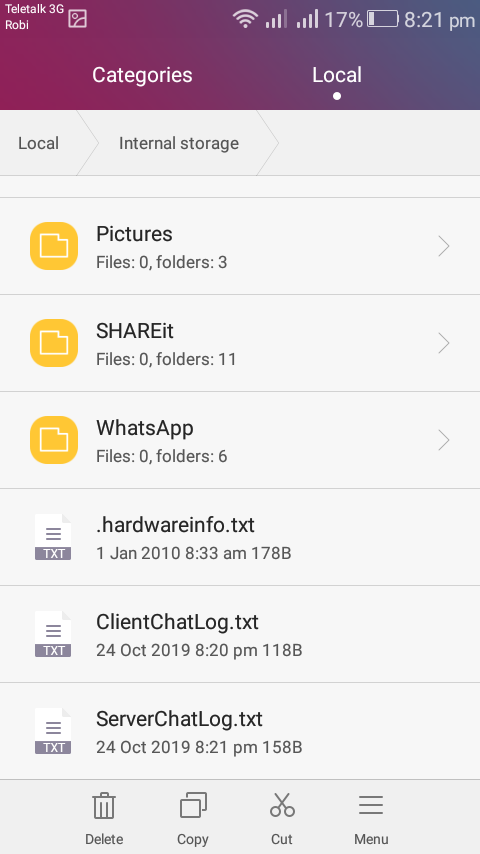 Teletalk 3G
Robi
17% 8:21 pm
Categories Local
Local Internal storage
Pictures
Files: 0, folders: 3
SHAREit
Files: 0, folders: 11
WhatsApp
Files: 0, folders: 6
.hardwareinfo.txt
TXT
1 Jan 2010 8:33 am 178B
ClientChatLog.txt
TXT
24 Oct 2019 8:20 pm 118B
ServerChatLog.txt
TXT
24 Oct 2019 8:21 pm 158B
Delete Copy Cut Menu